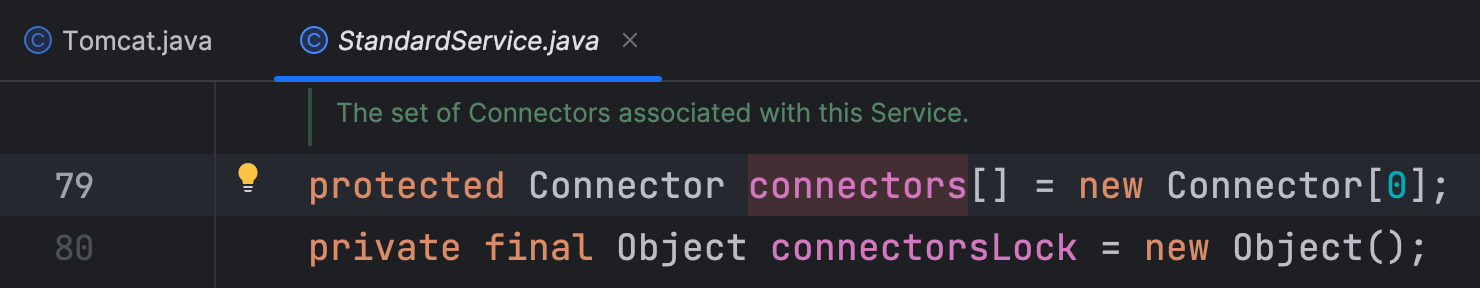 Tomcat.java StandardService.java ×
The set of Connectors associated with this Service.
79 protected Connector connectors[] = new Connector[0];
80 private final Object connectorsLock = new Object();